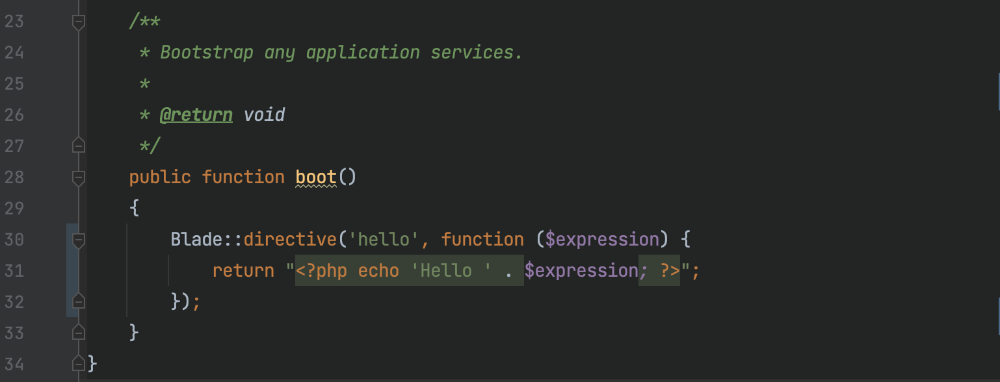 23 /**
24 * Bootstrap any application services.
25 *
26 * @return void
27 */
28 public function boot()
29 {
30 Blade::directive('hello', function ($expression) {
31 return "<?php echo 'Hello ' . $expression; ?>";
32 });
33 }
34 }